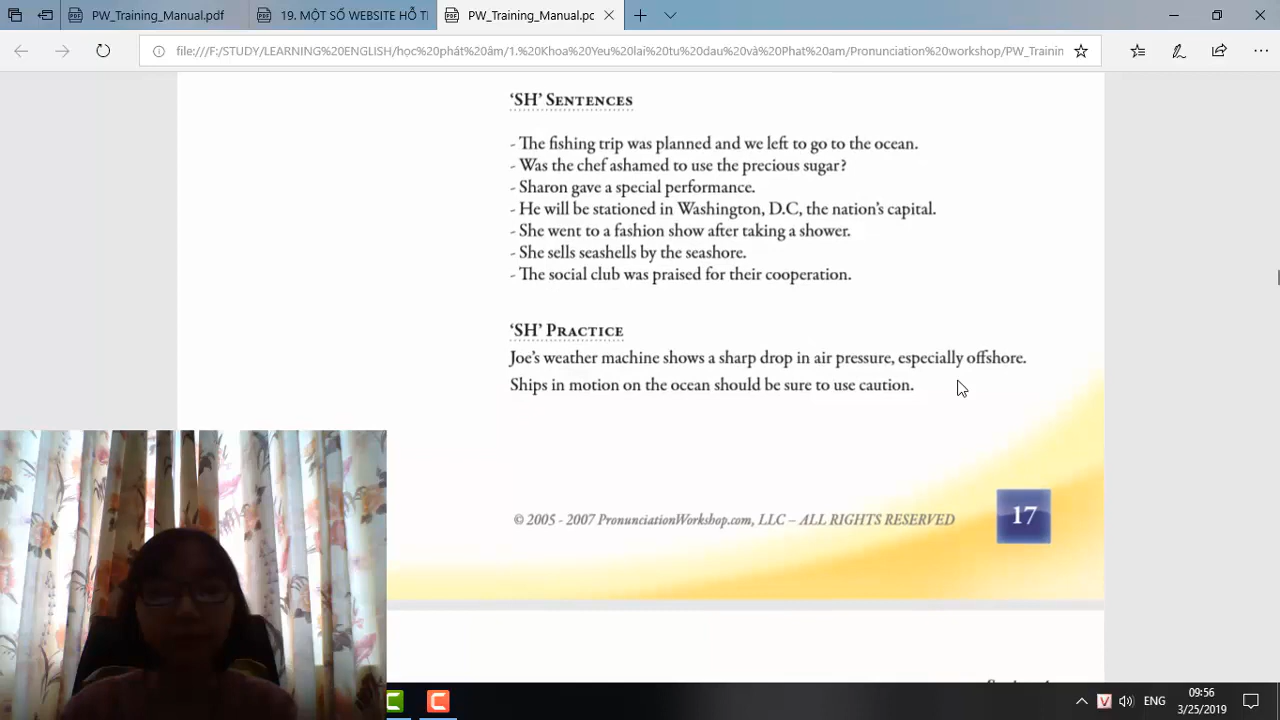 PW_Training_Manual.pdf
19. MỘT SỐ WEBSITE HỖ T
PW_Training_Manual.pc
file:///F:/STUDY/LEARNING%20ENGLISH/học%20phát%20âm/1.%20Khoa%20Yeu%20lai%20tu%20dau%20và%20Phat%20am/Pronunciation%20workshop/PW_Trainin
‘SH’ SENTENCES
- The fishing trip was planned and we left to go to the ocean.
- Was the chef ashamed to use the precious sugar?
- Sharon gave a special performance.
- He will be stationed in Washington, D.C, the nation’s capital.
- She went to a fashion show after taking a shower.
- She sells seashells by the seashore.
- The social club was praised for their cooperation.
‘SH’ PRACTICE
Joe’s weather machine shows a sharp drop in air pressure, especially offshore.
Ships in motion on the ocean should be sure to use caution.
© 2005 - 2007 PronunciationWorkshop.com, LLC – ALL RIGHTS RESERVED
17
V
ENG
09:56
3/25/2019